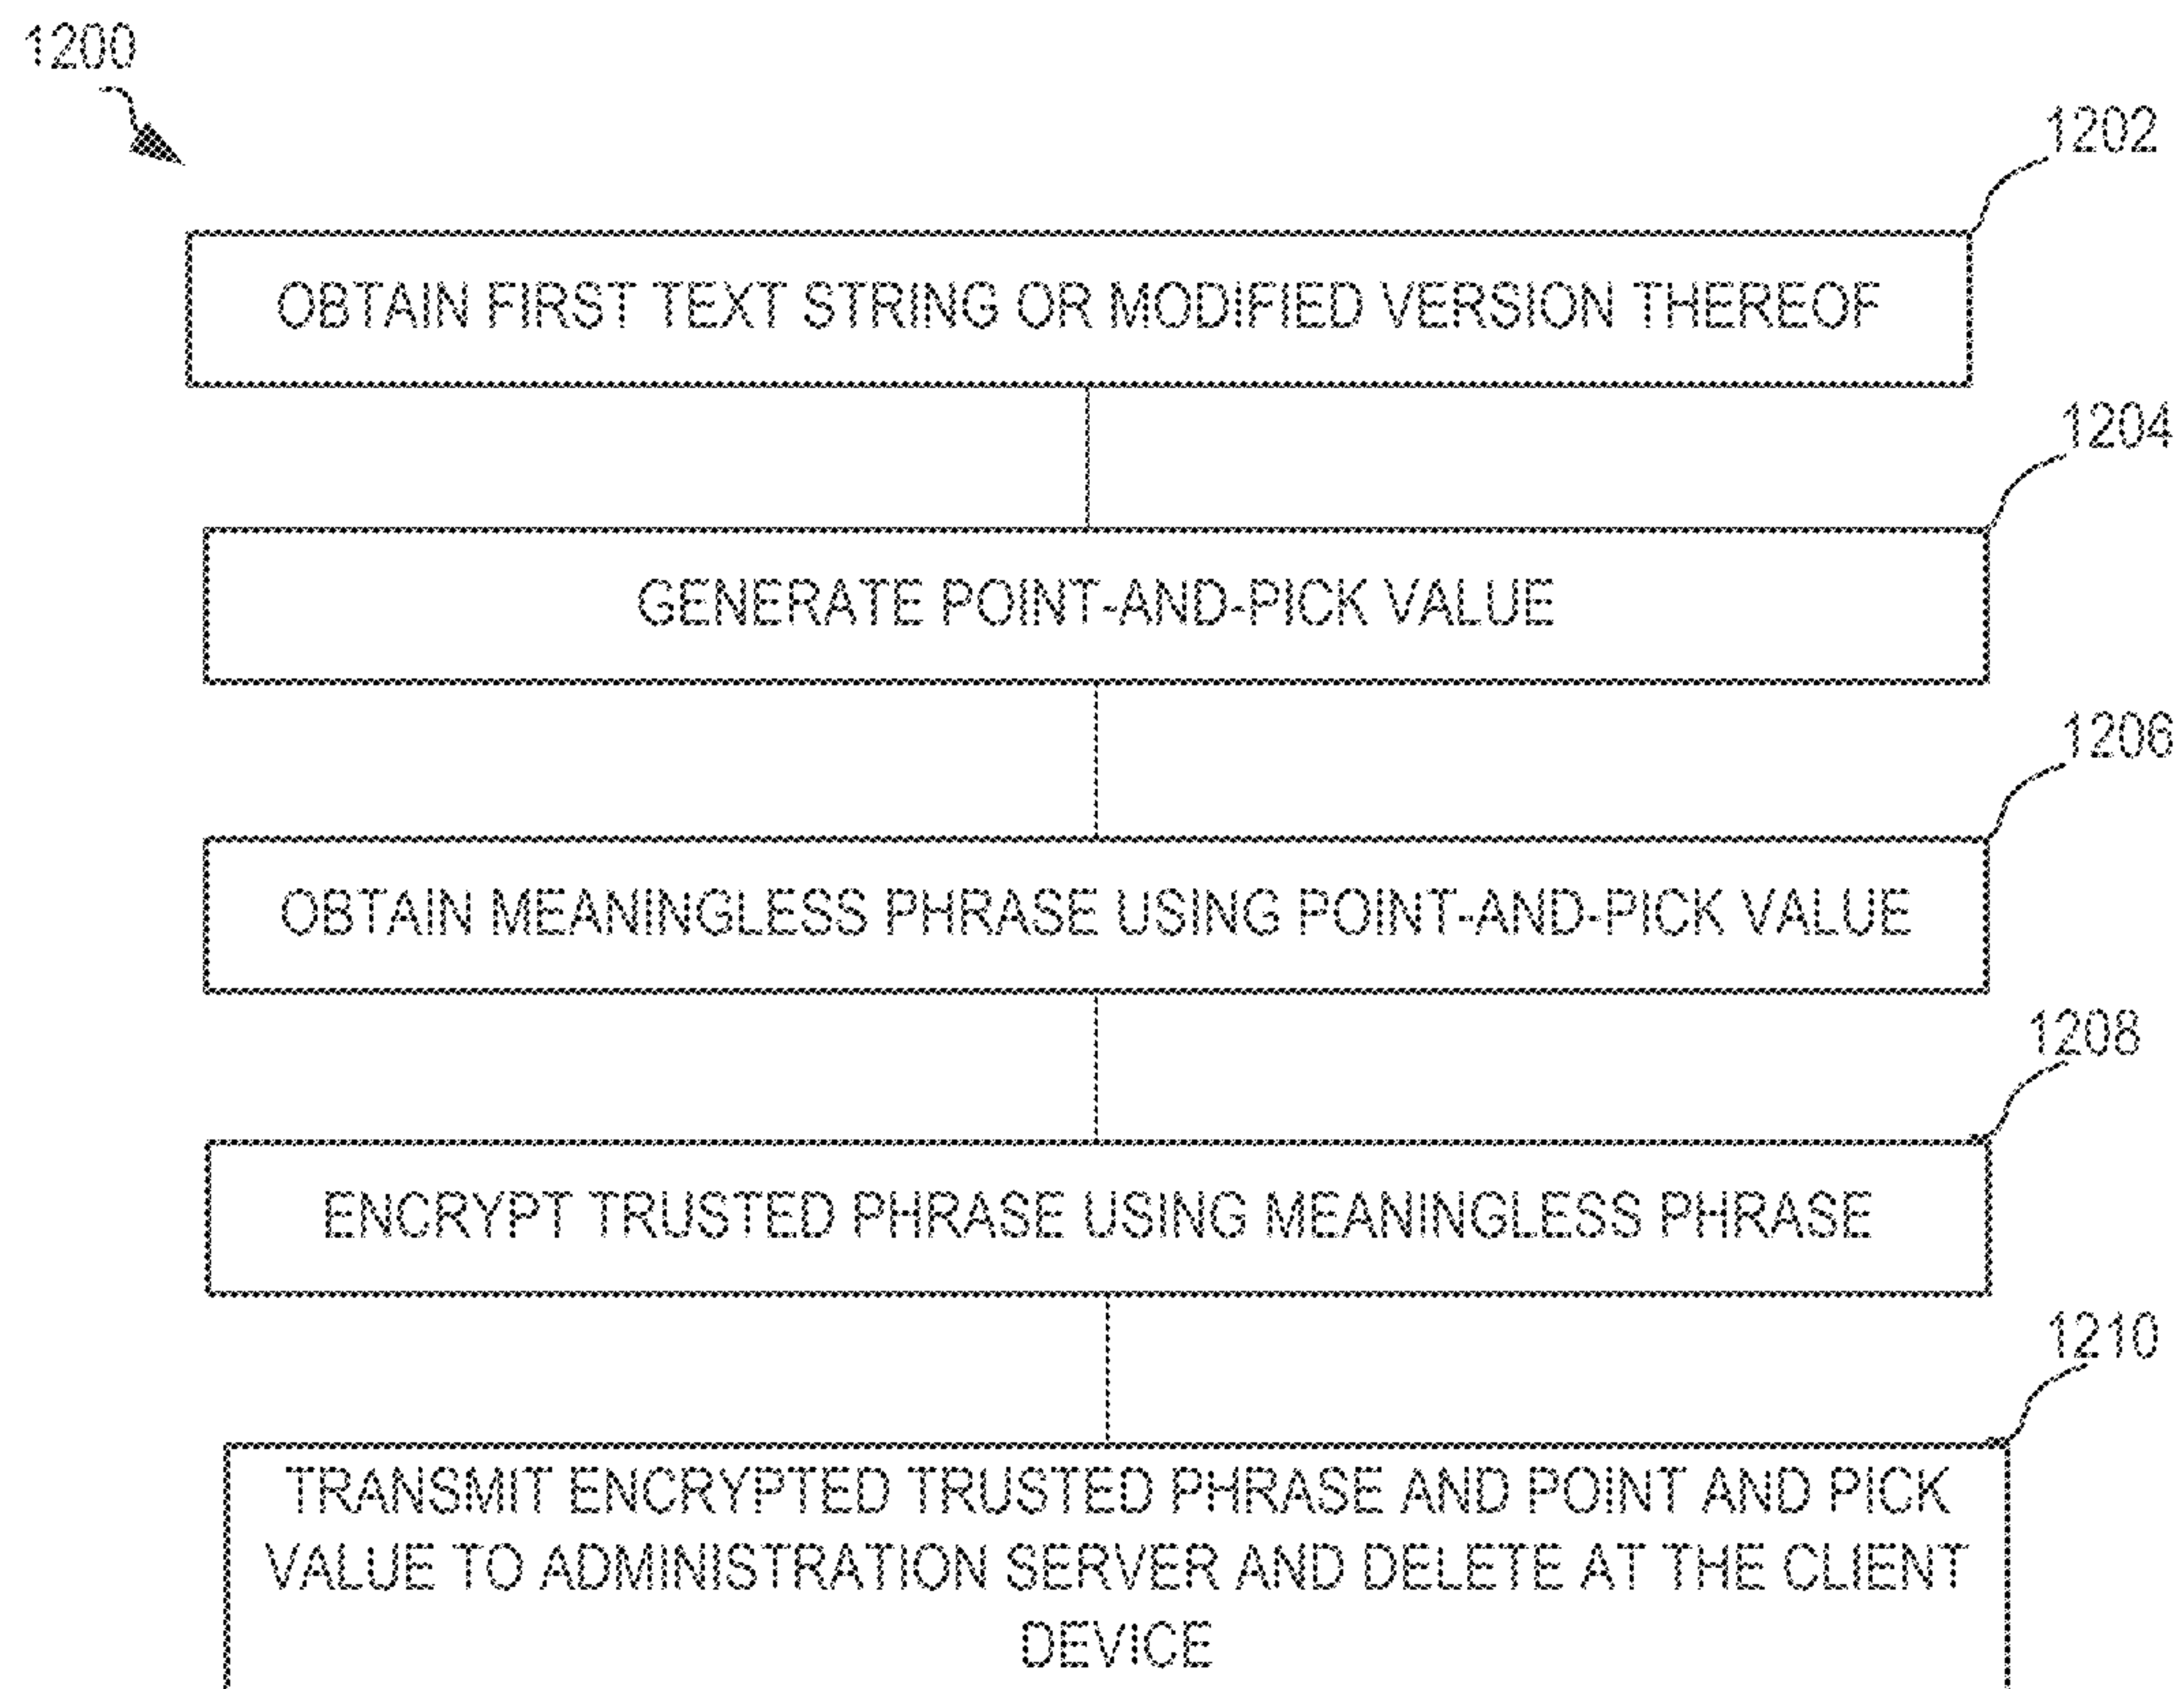 1200
1202
OBTAIN FIRST TEXT STRING OR MODIFIED VERSION THEREOF
1204
GENERATE POINT-AND-PICK VALUE
1206
OBTAIN MEANINGLESS PHRASE USING POINT-AND-PICK VALUE
1208
ENCRYPT TRUSTED PHRASE USING MEANINGLESS PHRASE
1210
TRANSMIT ENCRYPTED TRUSTED PHRASE AND POINT AND PICK
VALUE TO ADMINISTRATION SERVER AND DELETE AT THE CLIENT
DEVICE